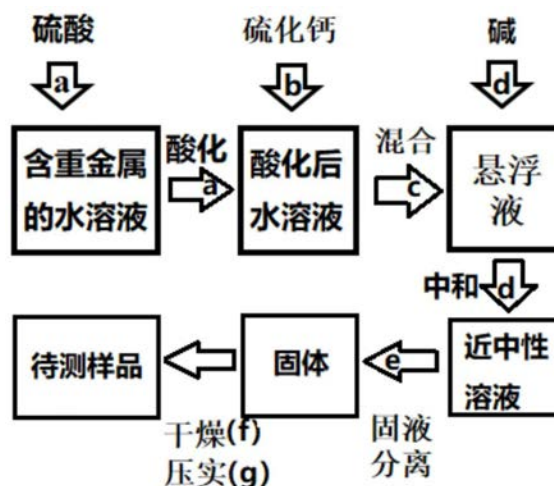 硫酸
硫化钙
碱
a
b
d
含重金属
的水溶液
酸化
a
酸化后
水溶液
混合
c
悬浮
液
中和
d
待测样品
固体
e
近中性
溶液
干燥(f)
压实(g)
固液
分离